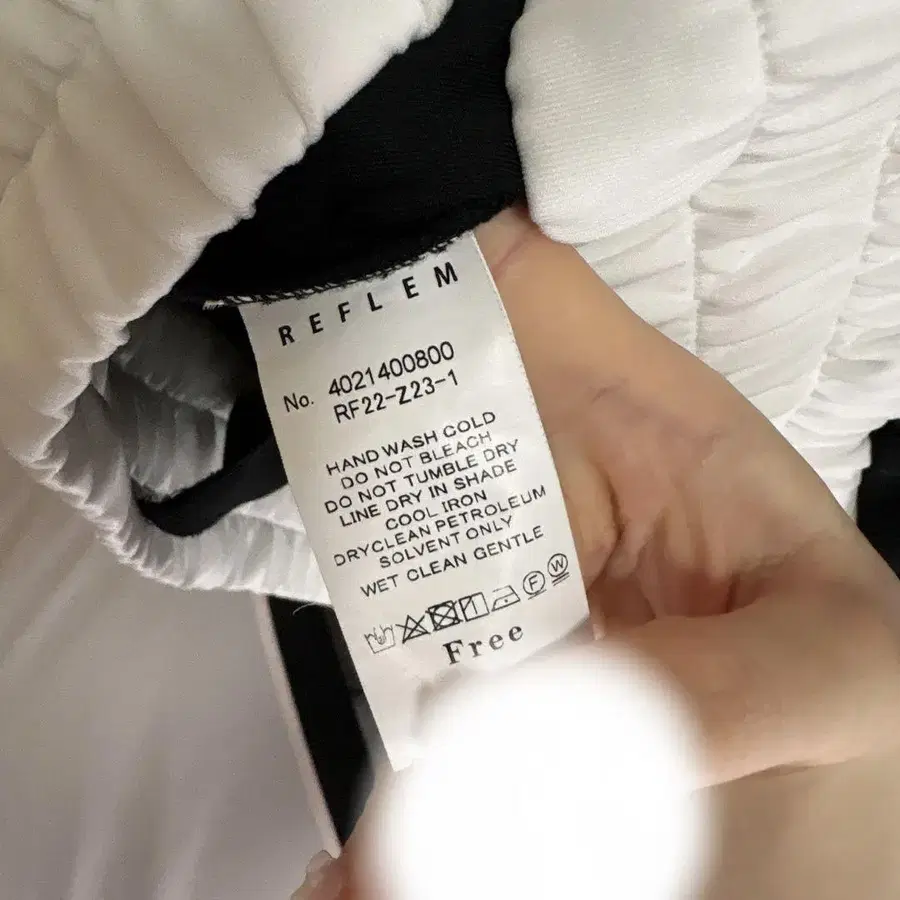 REFLEM
No. 4021400800
RF22-Z23-1
HAND WASH COLD
DO NOT BLEACH
DO NOT TUMBLE DRY
LINE DRY IN SHADE
COOL IRON
DRYCLEAN PETROLEUM
SOLVENT ONLY
WET CLEAN GENTLE
F W
Free